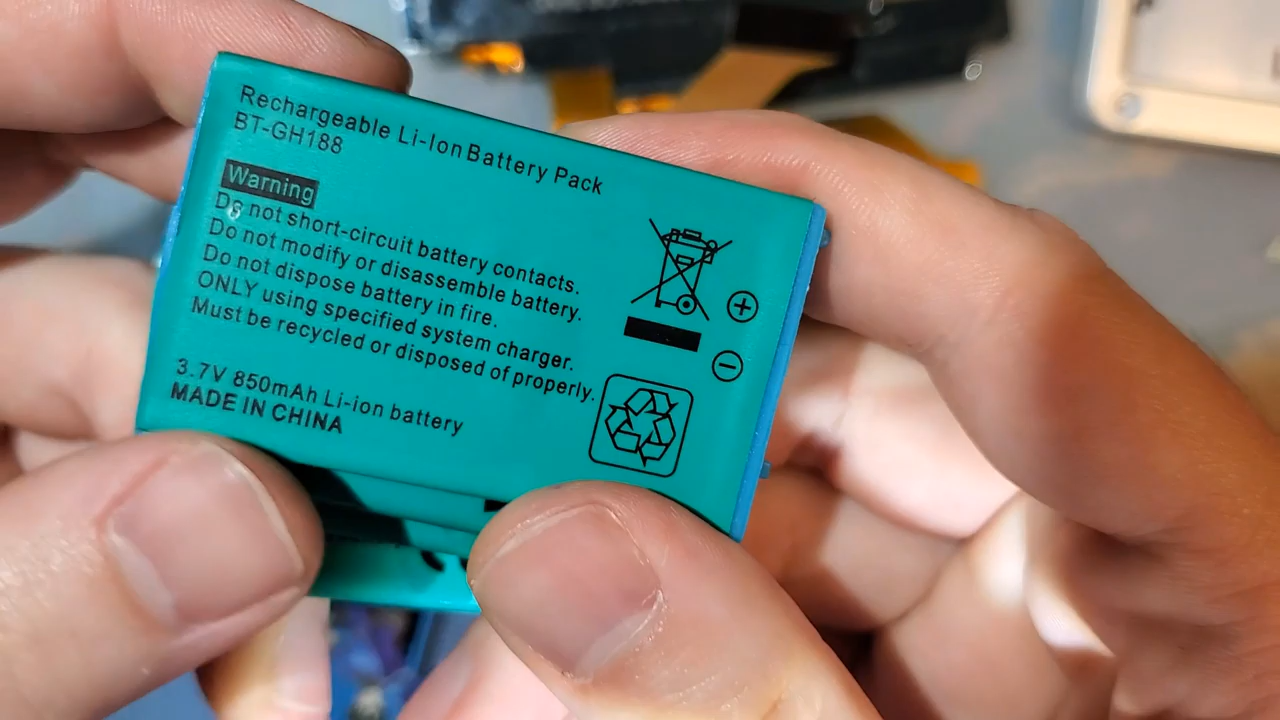 Rechargeable Li-Ion Battery Pack
BT-GH188
Warning
Do not short-circuit battery contacts.
Do not modify or disassemble battery.
Do not dispose battery in fire.
ONLY using specified system charger.
Must be recycled or disposed of properly.
3.7V 850mAh Li-ion battery
MADE IN CHINA
+
−